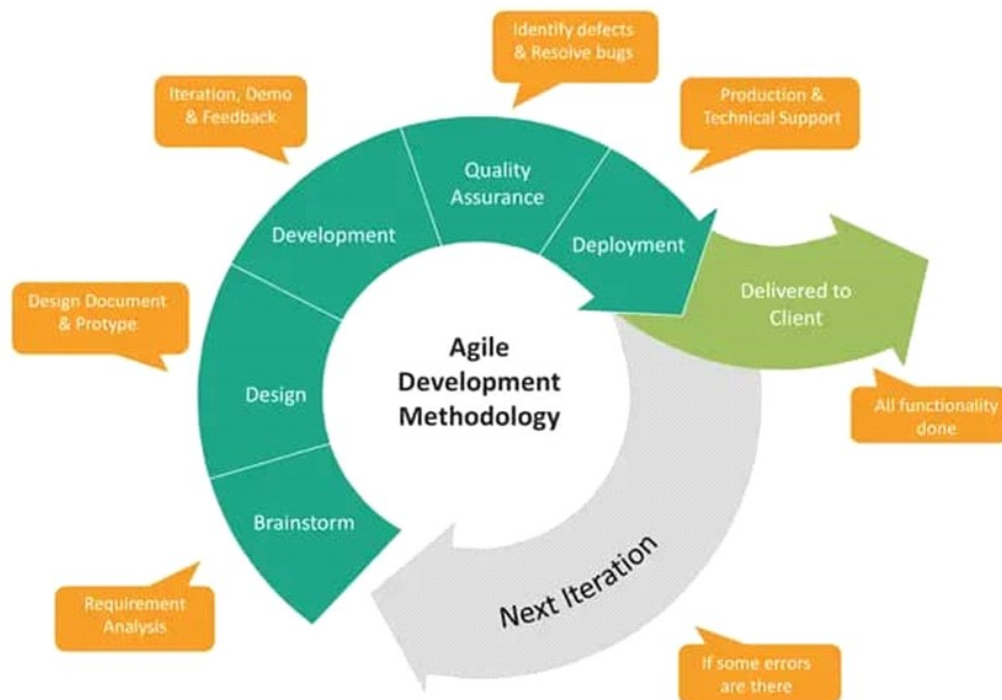 Identify defects
& Resolve bugs
Iteration, Demo
& Feedback
Production &
Technical Support
Quality
Assurance
Development
Deployment
Design Document
& Protype
Delivered to
Client
Agile
Development
Methodology
Design
All functionality
done
Brainstorm
Next Iteration
Requirement
Analysis
If some errors
are there